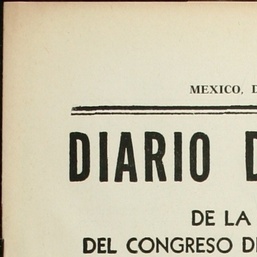 MEXICO,
DIARIO
DE LA
DEL CONGRESO